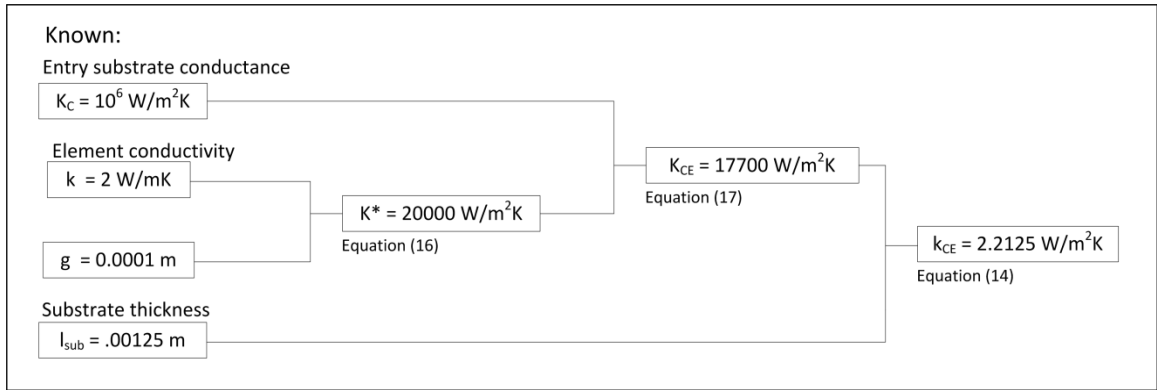 Known:
Entry substrate conductance
K_C = 10^6 W/m^2K
Element conductivity
k = 2 W/mK
g = 0.0001 m
K* = 20000 W/m^2K
Equation (16)
K_CE = 17700 W/m^2K
Equation (17)
k_CE = 2.2125 W/m^2K
Equation (14)
Substrate thickness
l_sub = .00125 m